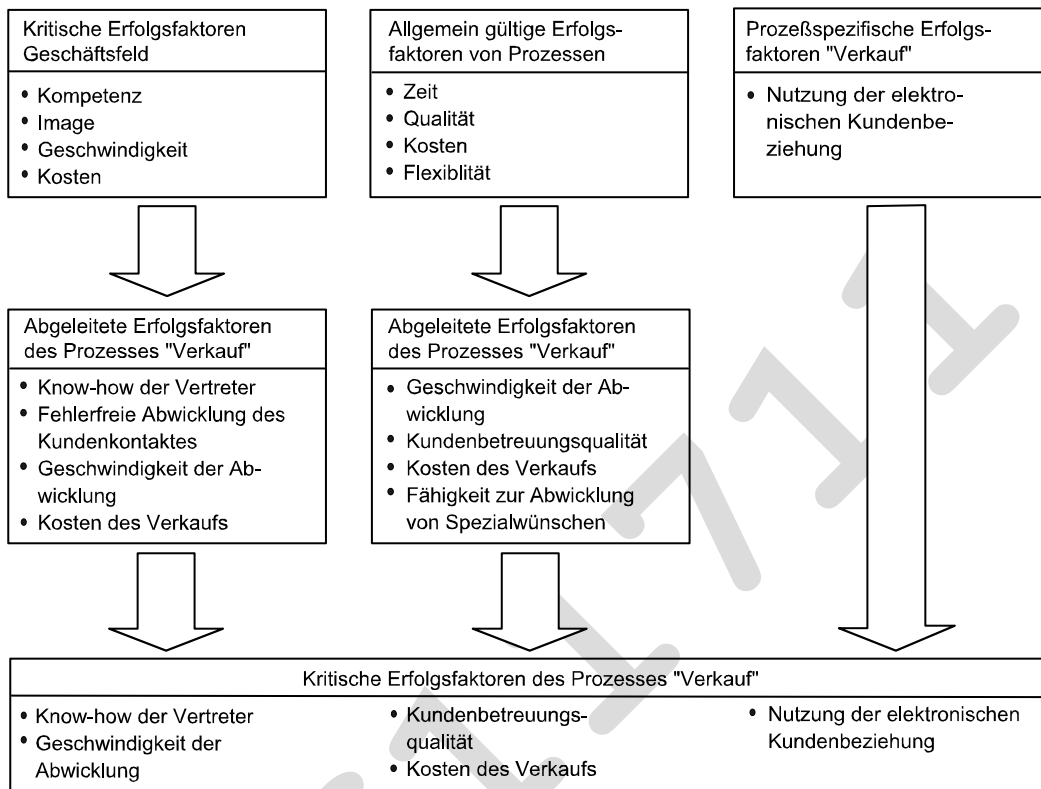 Kritische Erfolgsfaktoren
Geschäftsfeld
• Kompetenz
• Image
• Geschwindigkeit
• Kosten
Allgemein gültige Erfolgs-
faktoren von Prozessen
• Zeit
• Qualität
• Kosten
• Flexiblität
Prozeßspezifische Erfolgs-
faktoren "Verkauf"
• Nutzung der elektro-
nischen Kundenbe-
ziehung
Abgeleitete Erfolgsfaktoren
des Prozesses "Verkauf"
• Know-how der Vertreter
• Fehlerfreie Abwicklung des
Kundenkontaktes
• Geschwindigkeit der Ab-
wicklung
• Kosten des Verkaufs
Abgeleitete Erfolgsfaktoren
des Prozesses "Verkauf"
• Geschwindigkeit der Ab-
wicklung
• Kundenbetreuungsqualität
• Kosten des Verkaufs
• Fähigkeit zur Abwicklung
von Spezialwünschen
Kritische Erfolgsfaktoren des Prozesses "Verkauf"
• Know-how der Vertreter
• Geschwindigkeit der
Abwicklung
• Kundenbetreuungs-
qualität
• Kosten des Verkaufs
• Nutzung der elektronischen
Kundenbeziehung
1711